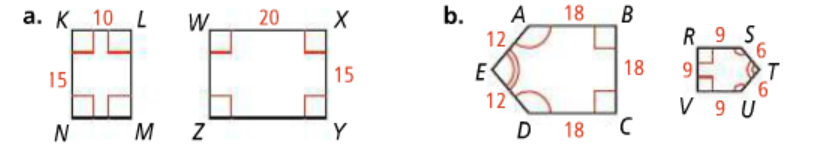 a. K 10 L
15
N M
W 20 X
15
Z Y
b. A 18 B
12
E 18
12
D 18 C
R 9 S
6
9 T
6
V 9 U